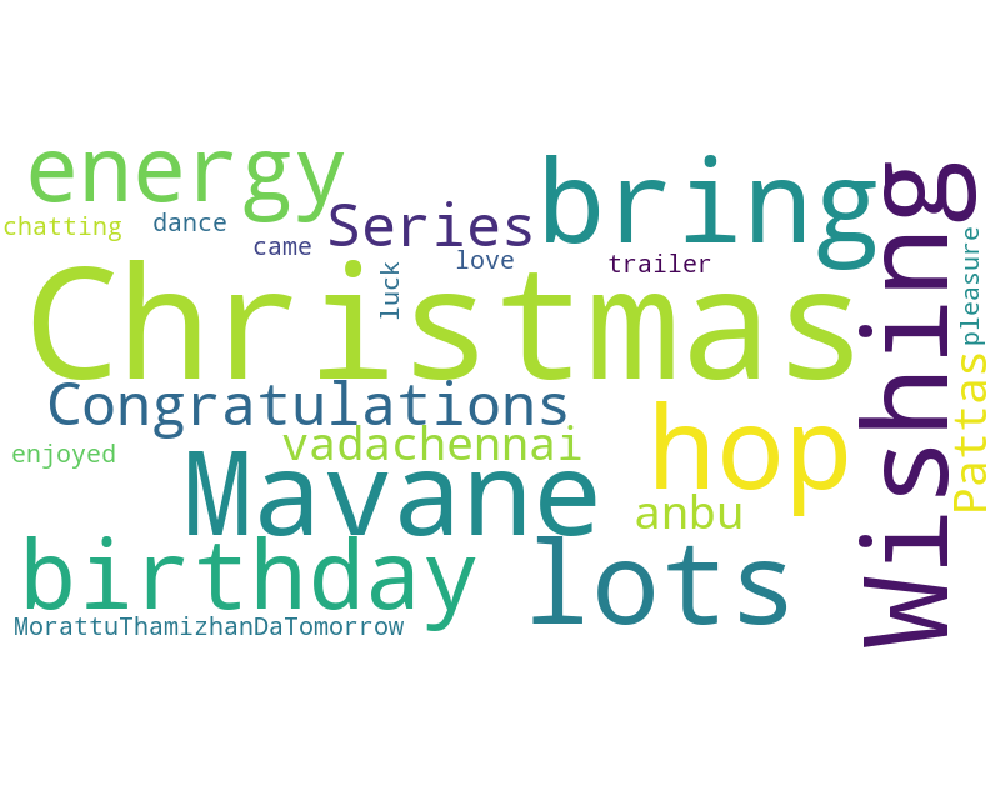 energy
bring
Wishing
chatting
dance
Series
came
love
trailer
pleasure
luck
Christmas
Pattas
Congratulations
hop
vadachennai
enjoyed
Mavane
anbu
birthday
lots
MorattuThamizhanDaTomorrow